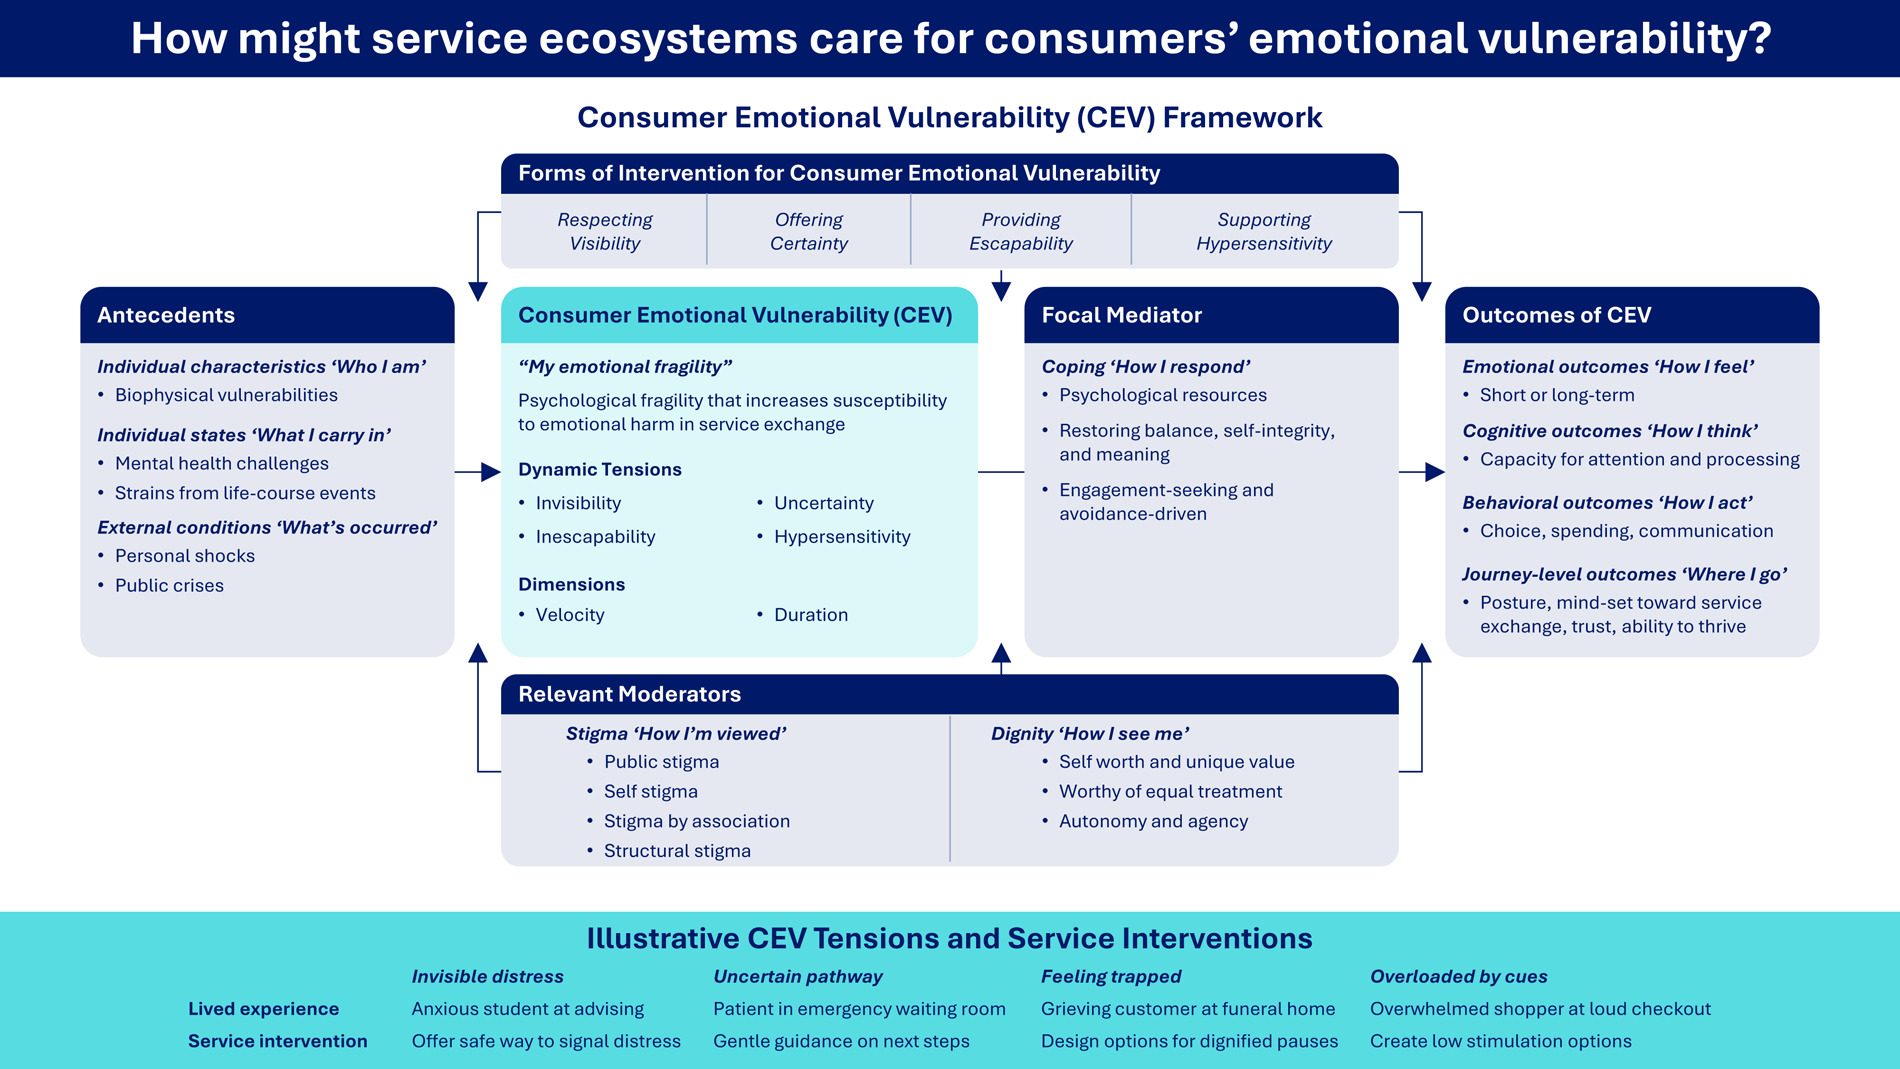 How might service ecosystems care for consumers’ emotional vulnerability?
Consumer Emotional Vulnerability (CEV) Framework
Forms of Intervention for Consumer Emotional Vulnerability
Respecting
Visibility
Offering
Certainty
Providing
Escapability
Supporting
Hypersensitivity
Antecedents
Individual characteristics ‘Who I am’
• Biophysical vulnerabilities
Individual states ‘What I carry in’
• Mental health challenges
• Strains from life-course events
External conditions ‘What’s occurred’
• Personal shocks
• Public crises
Consumer Emotional Vulnerability (CEV)
“My emotional fragility”
Psychological fragility that increases susceptibility
to emotional harm in service exchange
Dynamic Tensions
• Invisibility
• Uncertainty
• Inescapability
• Hypersensitivity
Dimensions
• Velocity
• Duration
Focal Mediator
Coping ‘How I respond’
• Psychological resources
• Restoring balance, self-integrity,
and meaning
• Engagement-seeking and
avoidance-driven
Outcomes of CEV
Emotional outcomes ‘How I feel’
• Short or long-term
Cognitive outcomes ‘How I think’
• Capacity for attention and processing
Behavioral outcomes ‘How I act’
• Choice, spending, communication
Journey-level outcomes ‘Where I go’
• Posture, mind-set toward service
exchange, trust, ability to thrive
Relevant Moderators
Stigma ‘How I’m viewed’
• Public stigma
• Self stigma
• Stigma by association
• Structural stigma
Dignity ‘How I see me’
• Self worth and unique value
• Worthy of equal treatment
• Autonomy and agency
Illustrative CEV Tensions and Service Interventions
Invisible distress Uncertain pathway Feeling trapped Overloaded by cues
Lived experience Anxious student at advising Patient in emergency waiting room Grieving customer at funeral home Overwhelmed shopper at loud checkout
Service intervention Offer safe way to signal distress Gentle guidance on next steps Design options for dignified pauses Create low stimulation options